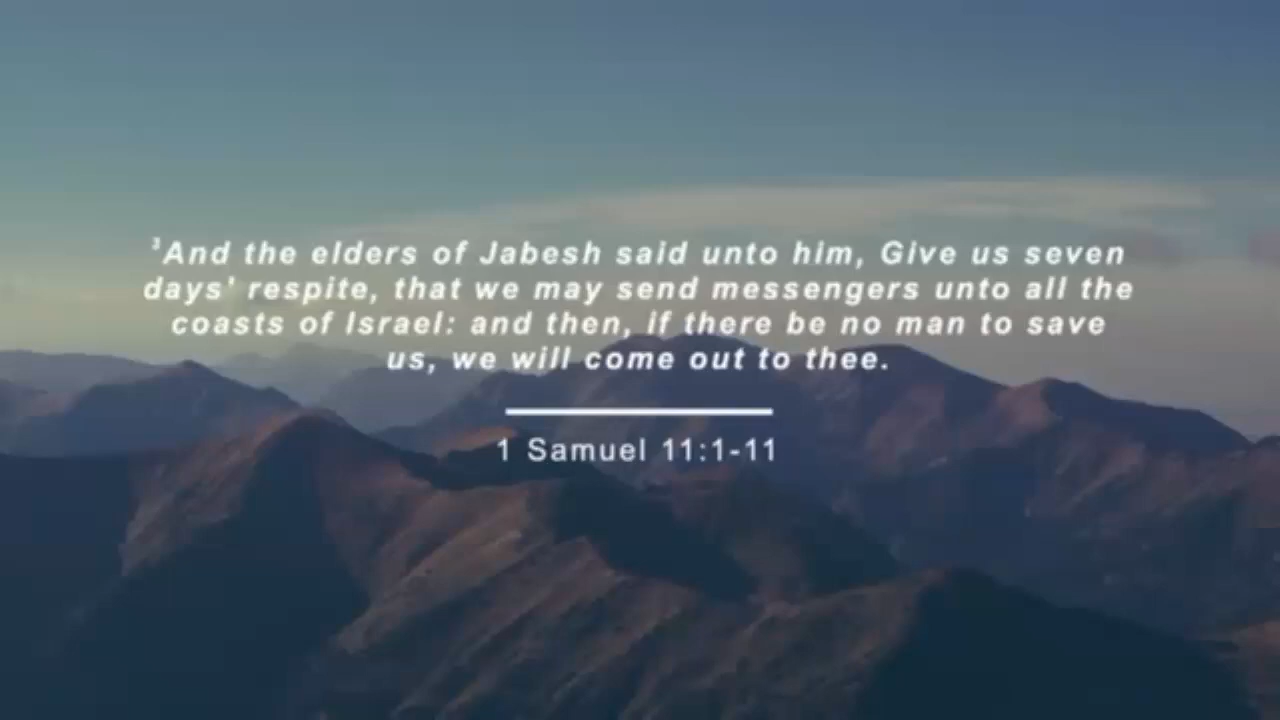 ³And the elders of Jabesh said unto him, Give us seven
days' respite, that we may send messengers unto all the
coasts of Israel: and then, if there be no man to save
us, we will come out to thee.
1 Samuel 11:1-11